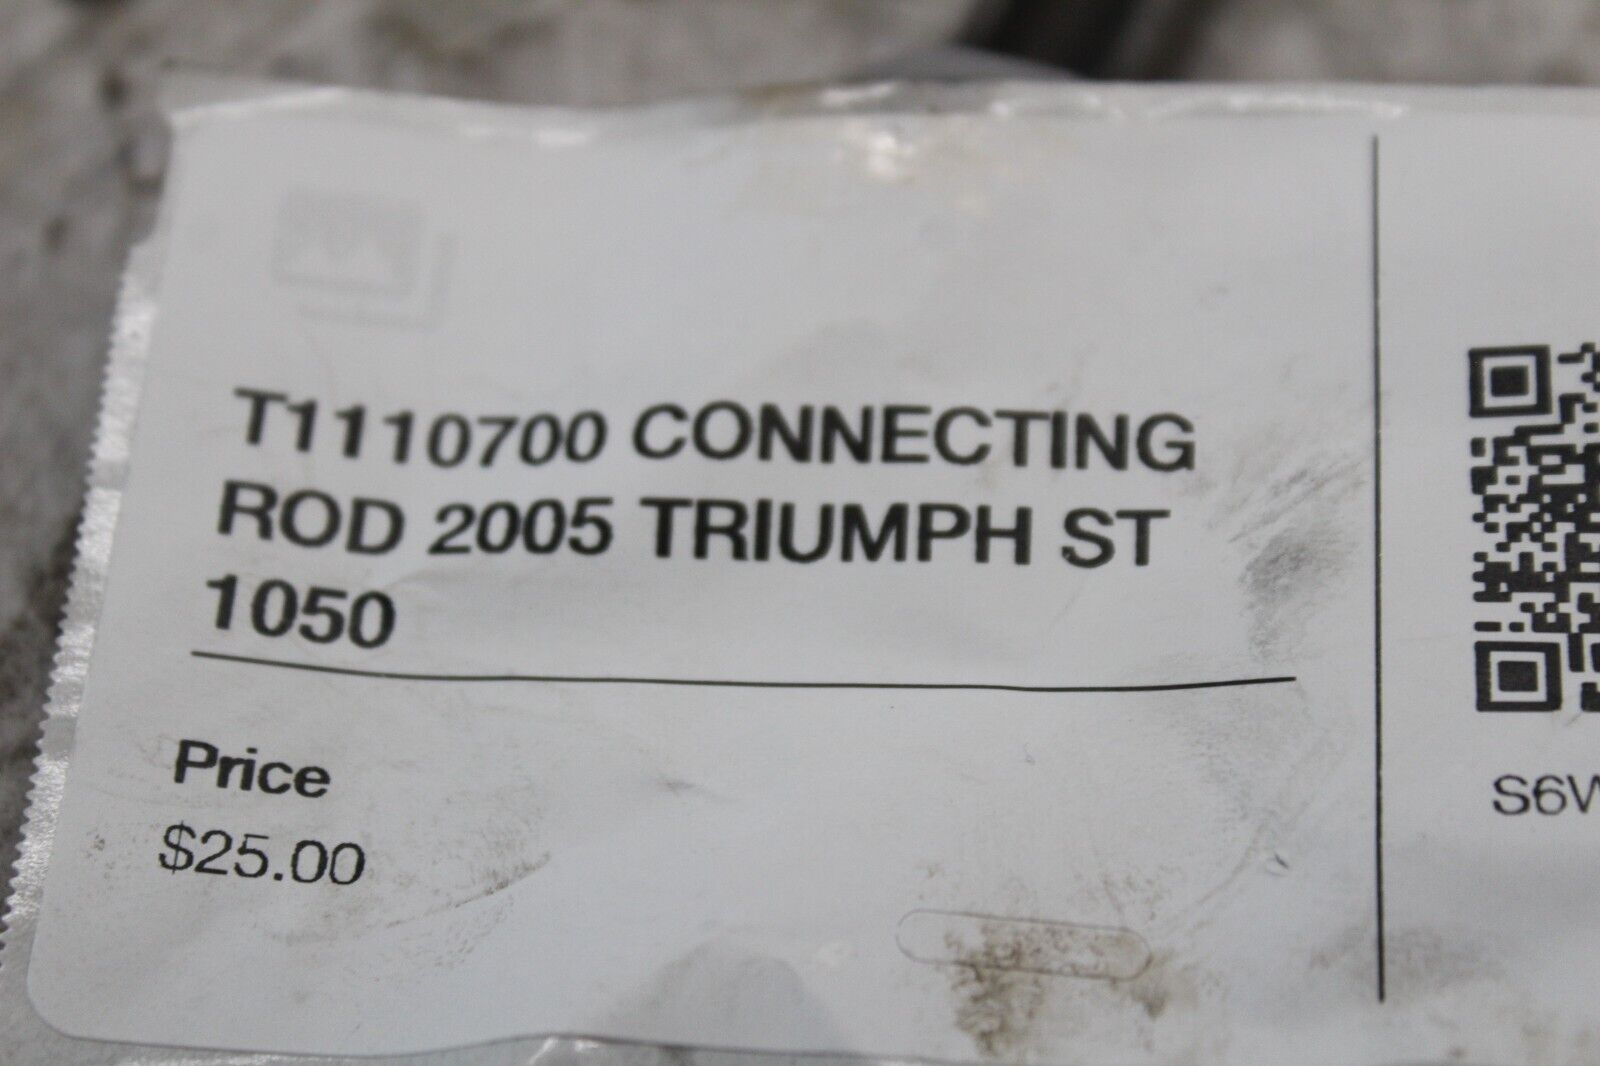 T1110700 CONNECTING
ROD 2005 TRIUMPH ST
1050
Price
$25.00
S6W